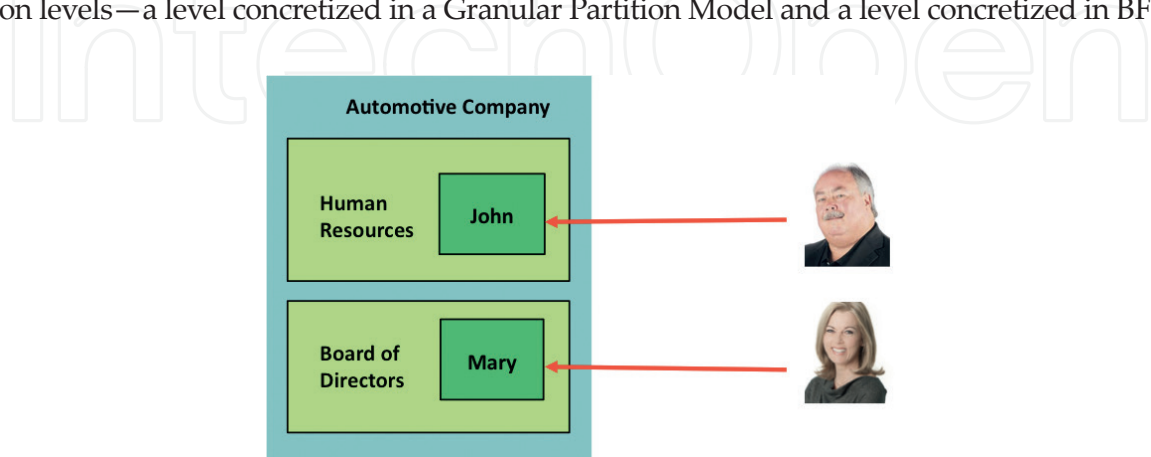 on levels—a level concretized in a Granular Partition Model and a level concretized in BF
IntechOpen
Automotive Company
Human
Resources
John
Board of
Directors
Mary